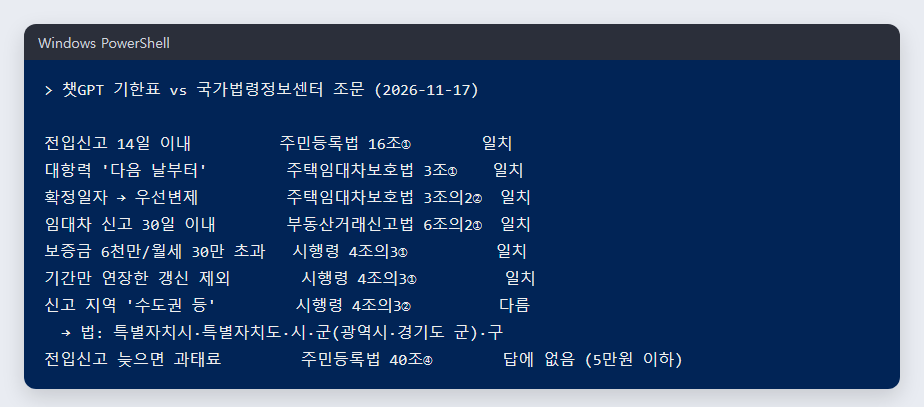 Windows PowerShell
> 챗GPT 기한표 vs 국가법령정보센터 조문 (2026-11-17)
전입신고 14일 이내 주민등록법 16조① 일치
대항력 '다음 날부터' 주택임대차보호법 3조① 일치
확정일자 → 우선변제 주택임대차보호법 3조의2② 일치
임대차 신고 30일 이내 부동산거래신고법 6조의2① 일치
보증금 6천만/월세 30만 초과 시행령 4조의3① 일치
기간만 연장한 갱신 제외 시행령 4조의3① 일치
신고 지역 '수도권 등' 시행령 4조의3② 다름
→ 법: 특별자치시·특별자치도·시·군(광역시·경기도 군)·구
전입신고 늦으면 과태료 주민등록법 40조④ 답에 없음 (5만원 이하)